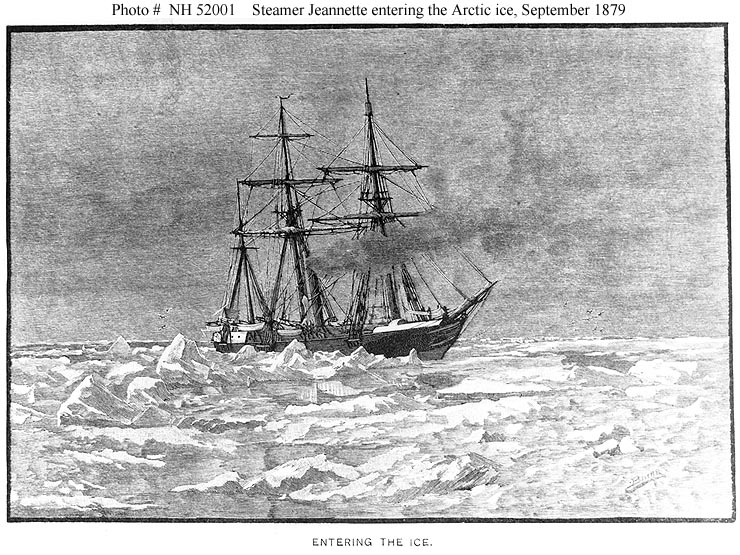 Photo # NH 52001 Steamer Jeannette entering the Arctic ice, September 1879
ENTERING THE ICE.